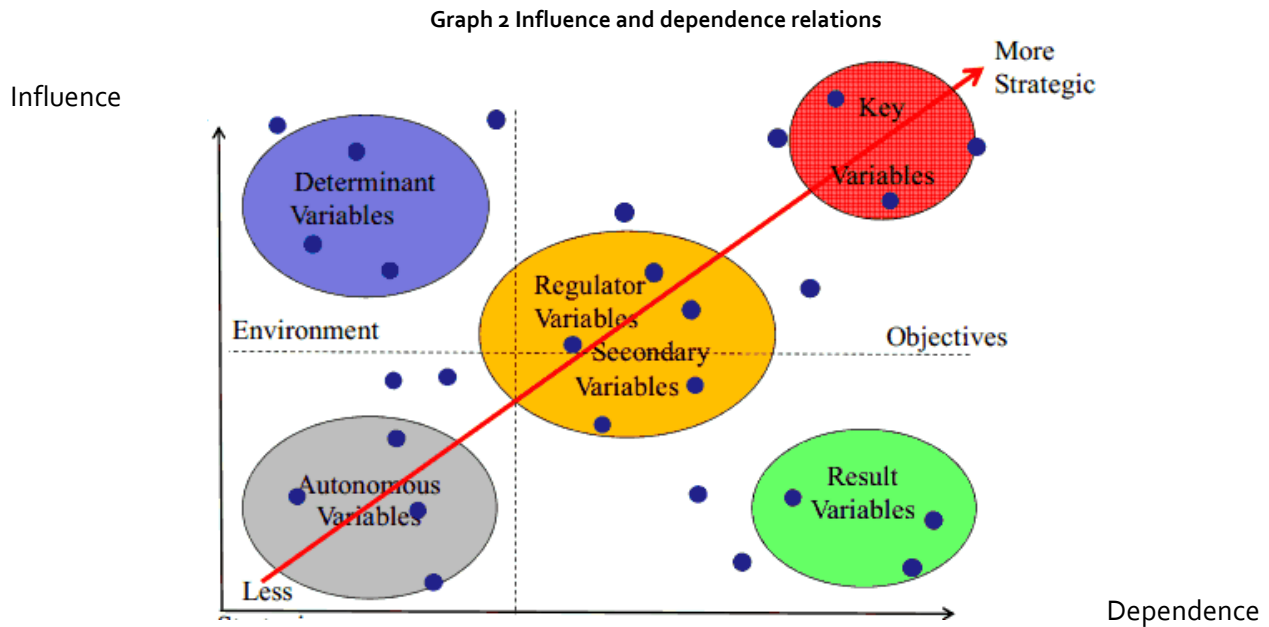 Graph 2 Influence and dependence relations
More
Strategic
Influence
Key
Variables
Determinant
Variables
Regulator
Variables
Environment
Objectives
Secondary
Variables
Autonomous
Variables
Result
Variables
Less
Dependence